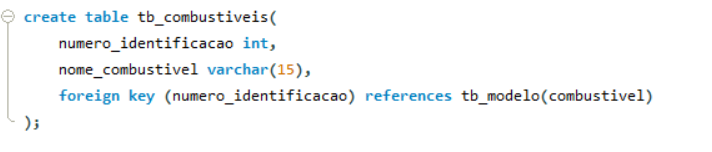 create table tb_combustiveis(
numero_identificacao int,
nome_combustivel varchar(15),
foreign key (numero_identificacao) references tb_modelo(combustivel)
);